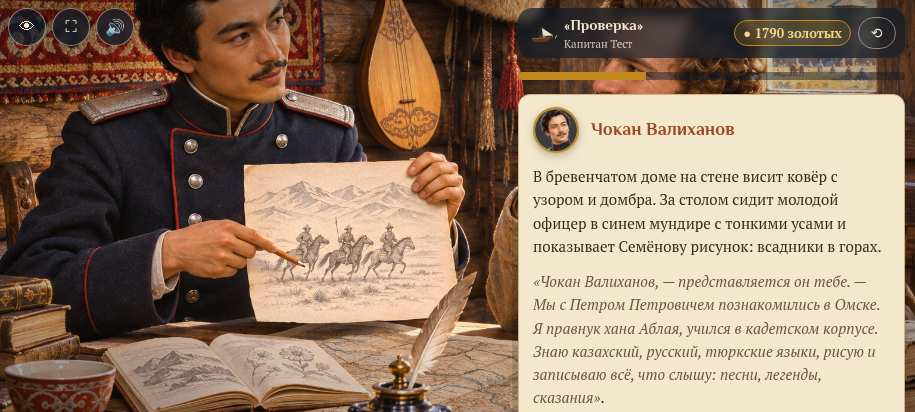 «Проверка»
Капитан Тест
1790 золотых
Чокан Валиханов
В бревенчатом доме на стене висит ковёр с
узором и домбра. За столом сидит молодой
офицер в синем мундире с тонкими усами и
показывает Семёнову рисунок: всадники в горах.
«Чокан Валиханов, — представляется он тебе. —
Мы с Петром Петровичем познакомились в Омске.
Я правнук хана Аблая, учился в кадетском корпусе.
Знаю казахский, русский, тюркские языки, рисую и
записываю всё, что слышу: песни, легенды,
сказания».